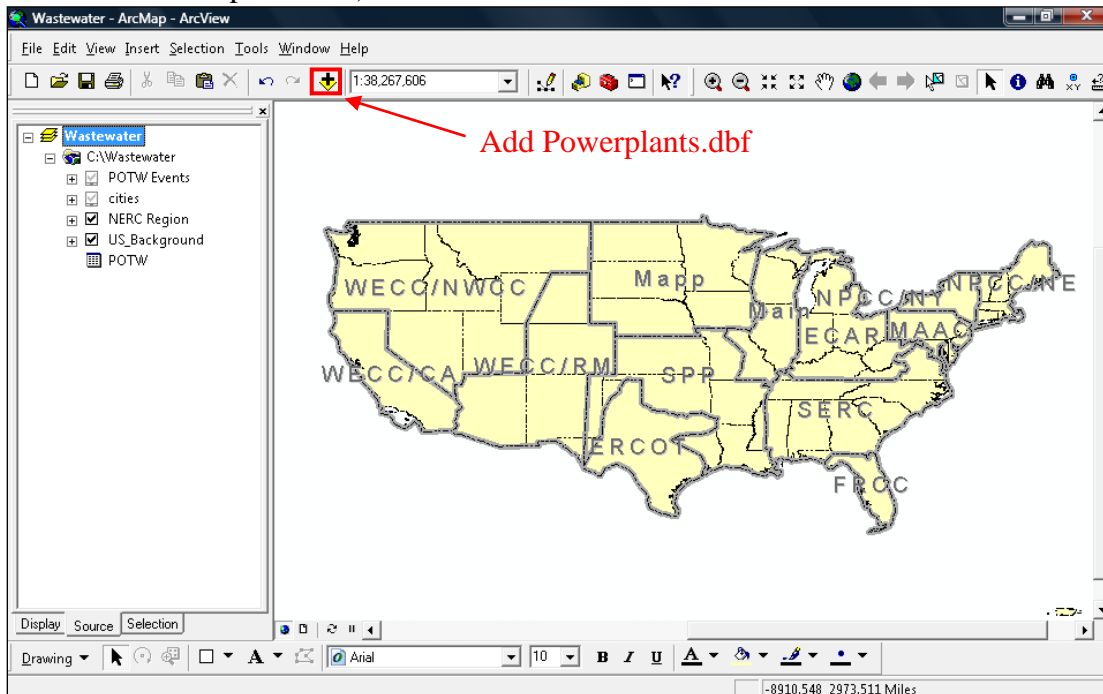 Wastewater - ArcMap - ArcView
File Edit View Insert Selection Tools Window Help
1:38,267,606
Add Powerplants.dbf
Wastewater
C:\Wastewater
POTW Events
cities
NERC Region
US_Background
POTW
WECC/NWCC
Mapp
Main
NPCC/NY
NPCC/NE
ECAR
MAAC
WECC/CA
WECC/RM
SPP
SERC
ERCOT
FRCC
Display Source Selection
Drawing A Arial 10 B I U A
-8910.548 2973.511 Miles